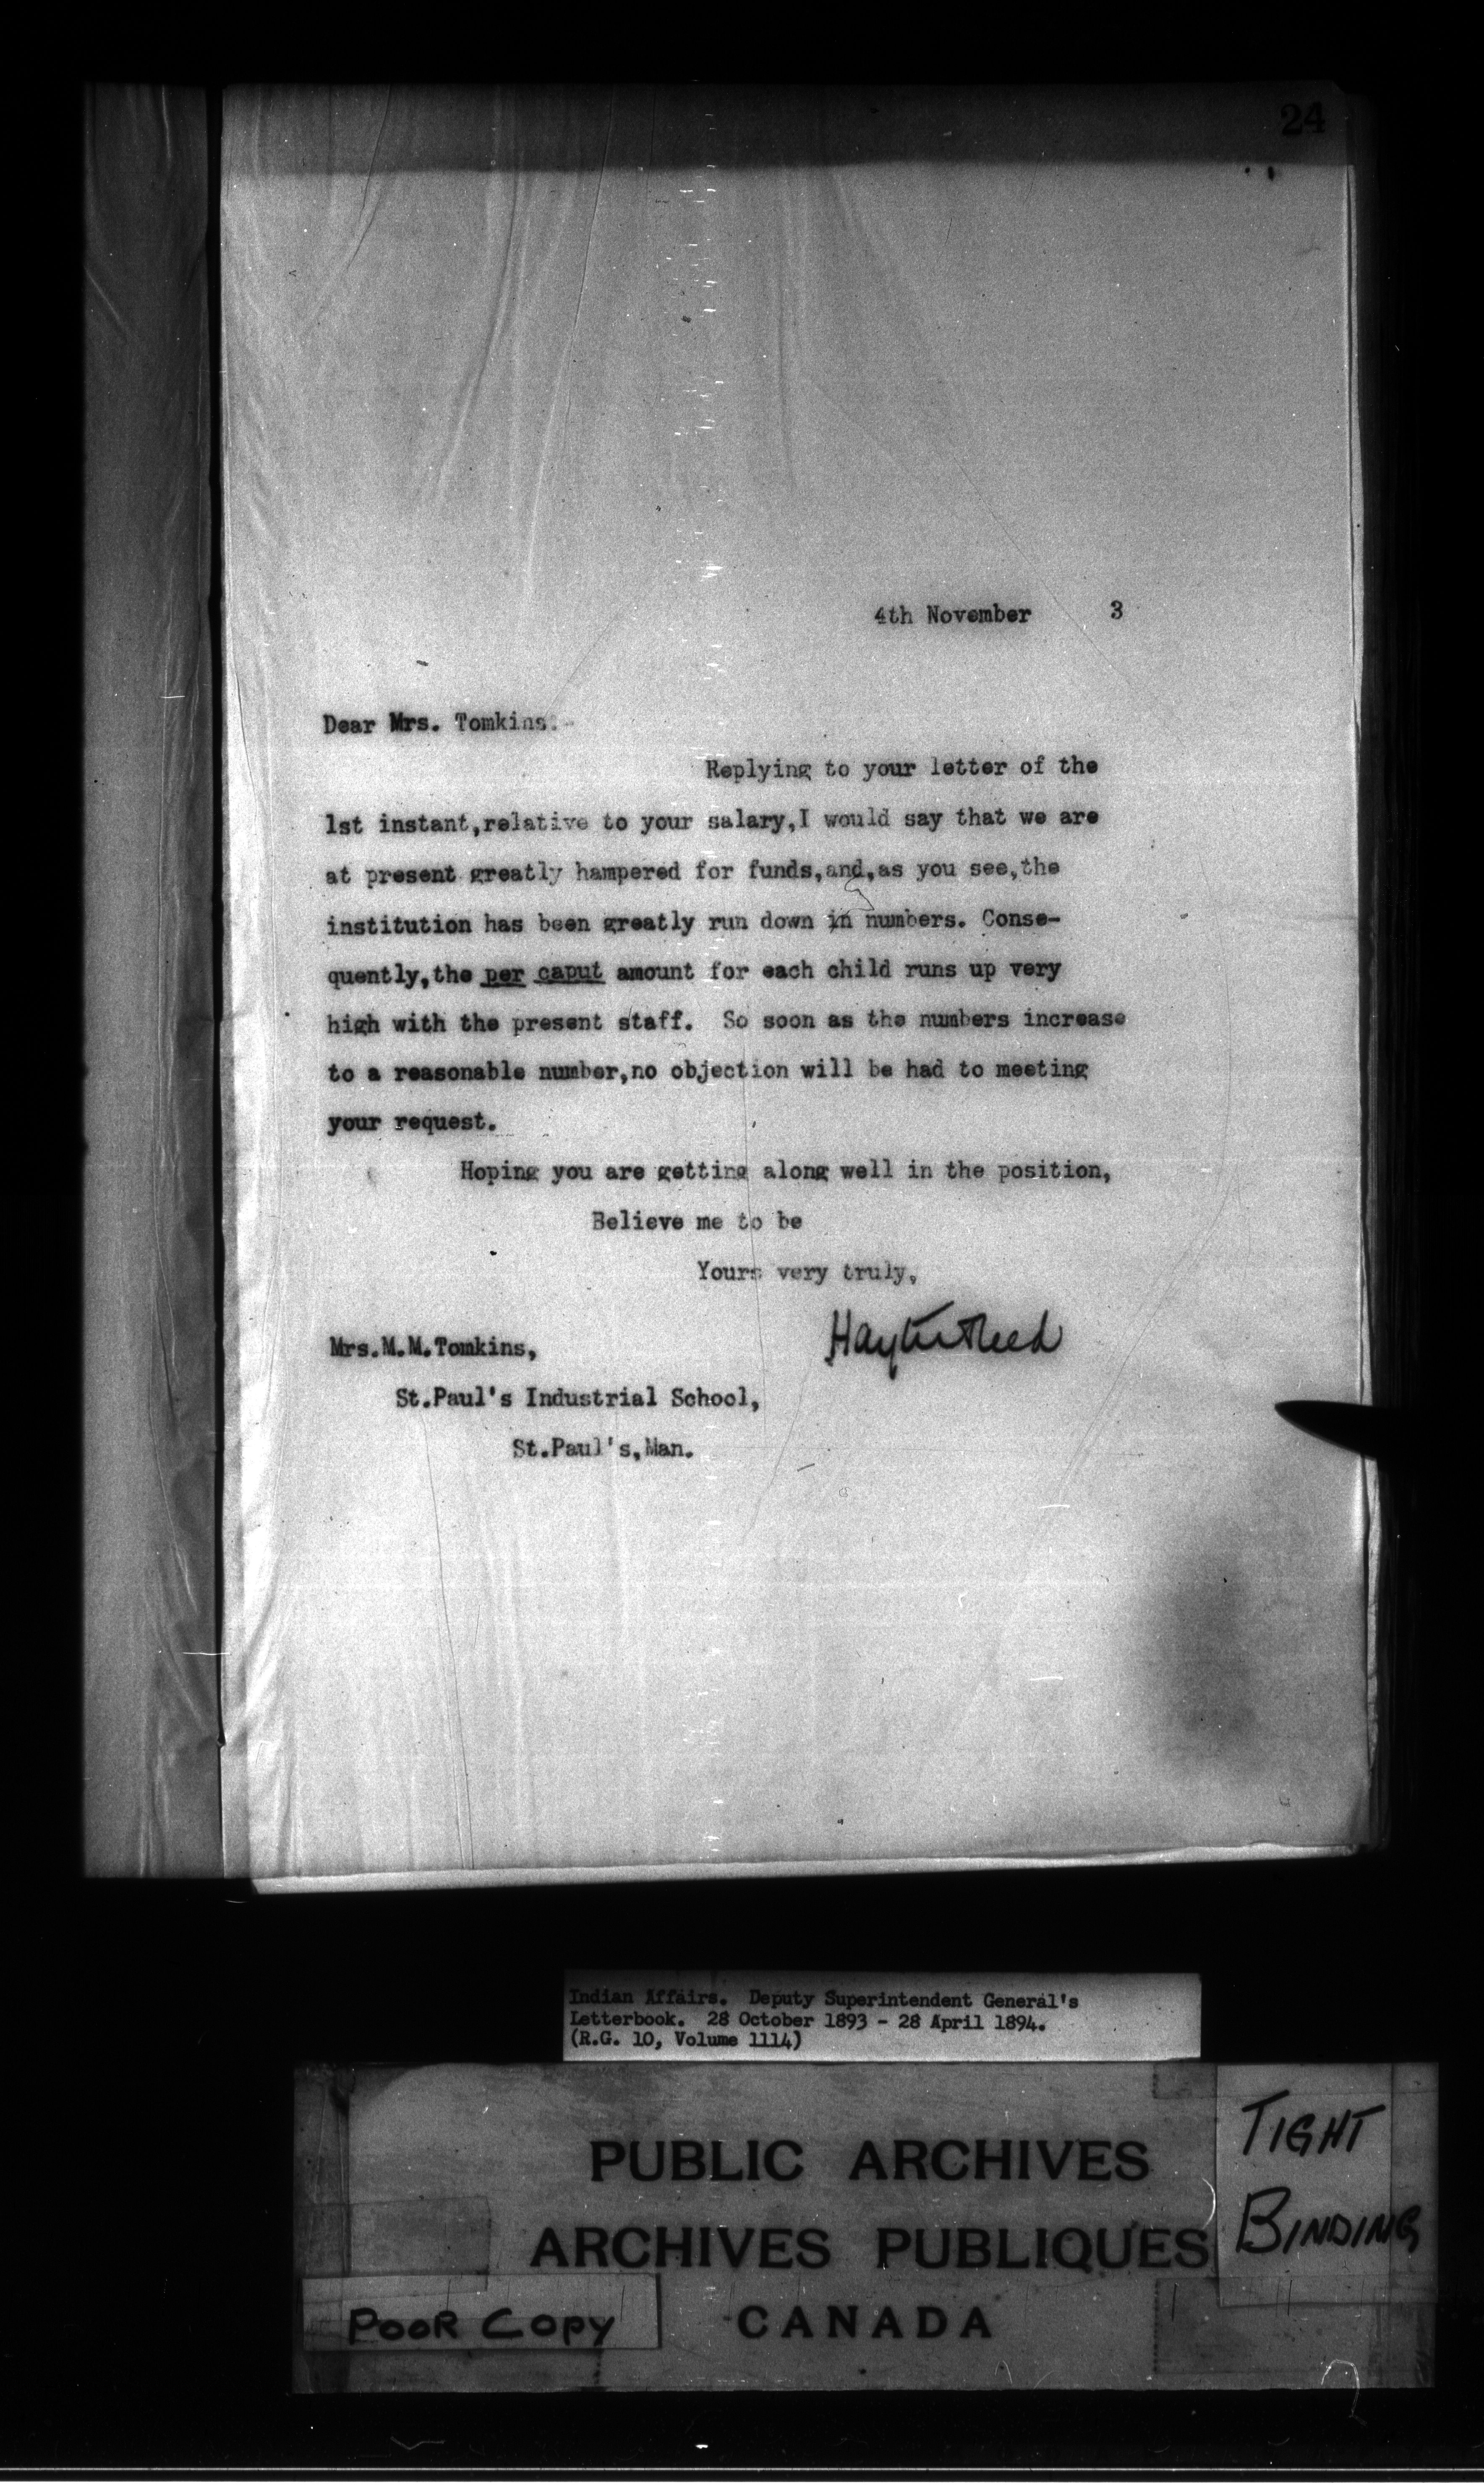 24
4th November 3
Dear Mrs. Tomkins:-
Replying to your letter of the
1st instant,relative to your salary,I would say that we are
at present greatly hampered for funds,and,as you see,the
institution has been greatly run down in numbers. Conse-
quently,the per caput amount for each child runs up very
high with the present staff. So soon as the numbers increase
to a reasonable number,no objection will be had to meeting
your request.
Hoping you are getting along well in the position,
Believe me to be
Yours very truly,
Hayter Reed
Mrs.M.M.Tomkins,
St.Paul's Industrial School,
St.Paul's,Man.
Indian Affairs. Deputy Superintendent General's
Letterbook. 28 October 1893 - 28 April 1894.
(R.G. 10, Volume 1114)
PUBLIC ARCHIVES
ARCHIVES PUBLIQUES
CANADA
TIGHT
BINDING
POOR COPY